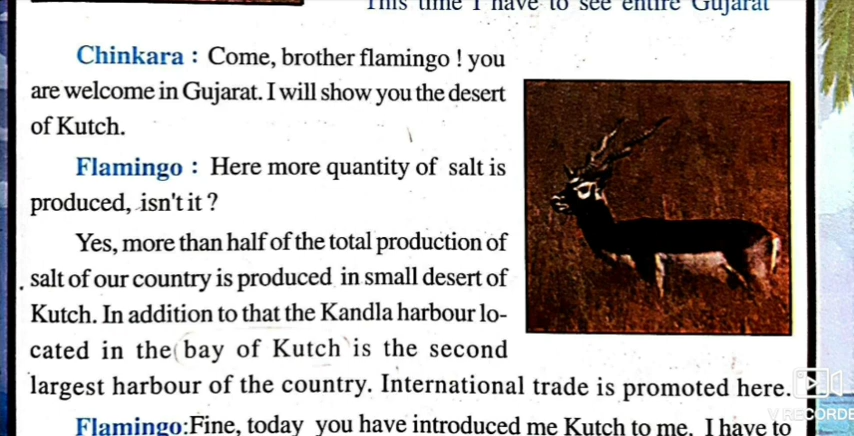 This time I have to see entire Gujarat
Chinkara : Come, brother flamingo ! you
are welcome in Gujarat. I will show you the desert
of Kutch.
Flamingo : Here more quantity of salt is
produced, isn't it ?
Yes, more than half of the total production of
salt of our country is produced in small desert of
Kutch. In addition to that the Kandla harbour lo-
cated in the bay of Kutch is the second
largest harbour of the country. International trade is promoted here.
V RECORDE
Flamingo:Fine, today you have introduced me Kutch to me. I have to